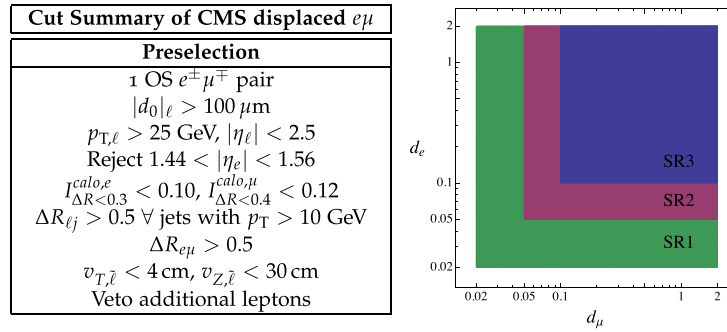 Cut Summary of CMS displaced eμ
Preselection
1 OS e±μ∓ pair
|d₀|ℓ > 100 μm
pT,ℓ > 25 GeV, |ηℓ| < 2.5
Reject 1.44 < |ηe| < 1.56
I^{calo,e}_{ΔR<0.3} < 0.10, I^{calo,μ}_{ΔR<0.4} < 0.12
ΔRℓj > 0.5 ∀ jets with pT > 10 GeV
ΔReμ > 0.5
v_{T,ℓ̃} < 4 cm, v_{Z,ℓ̃} < 30 cm
Veto additional leptons
2
1
0.1
0.05
0.02
de
SR3
SR2
SR1
0.02 0.05 0.1 1 2
dμ